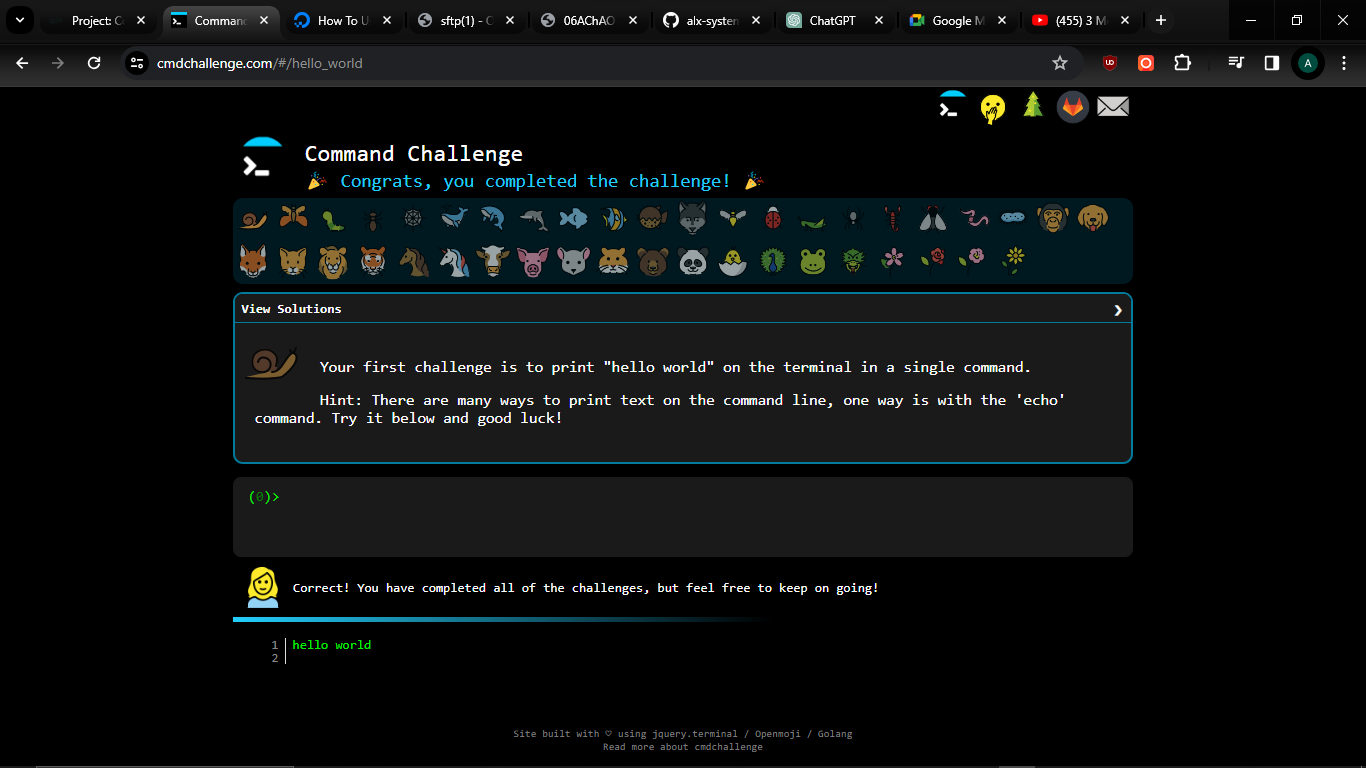 Project: C
Comman
How To U
sftp(1) - C
06AChAO
alx-system
ChatGPT
Google M
(455) 3 M
cmdchallenge.com/#/hello_world
A
Command Challenge
Congrats, you completed the challenge!
View Solutions
Your first challenge is to print "hello world" on the terminal in a single command.
Hint: There are many ways to print text on the command line, one way is with the 'echo'
command. Try it below and good luck!
(0)>
Correct! You have completed all of the challenges, but feel free to keep on going!
1 hello world
2
Site built with ♡ using jquery.terminal / Openmoji / Golang
Read more about cmdchallenge